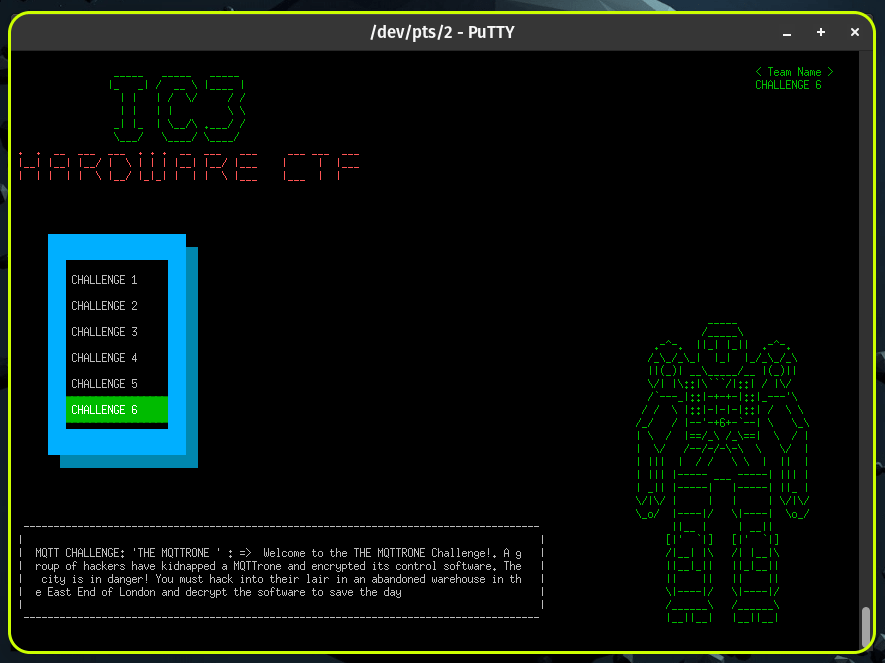 /dev/pts/2 - PuTTY
< Team Name >
CHALLENGE 6
IC3
HARDWARE CTF
CHALLENGE 1
CHALLENGE 2
CHALLENGE 3
CHALLENGE 4
CHALLENGE 5
CHALLENGE 6
6
MQTT CHALLENGE: 'THE MQTTRONE ' : =>  Welcome to the THE MQTTRONE Challenge!. A g
roup of hackers have kidnapped a MQTTrone and encrypted its control software. The
city is in danger! You must hack into their lair in an abandoned warehouse in th
e East End of London and decrypt the software to save the day